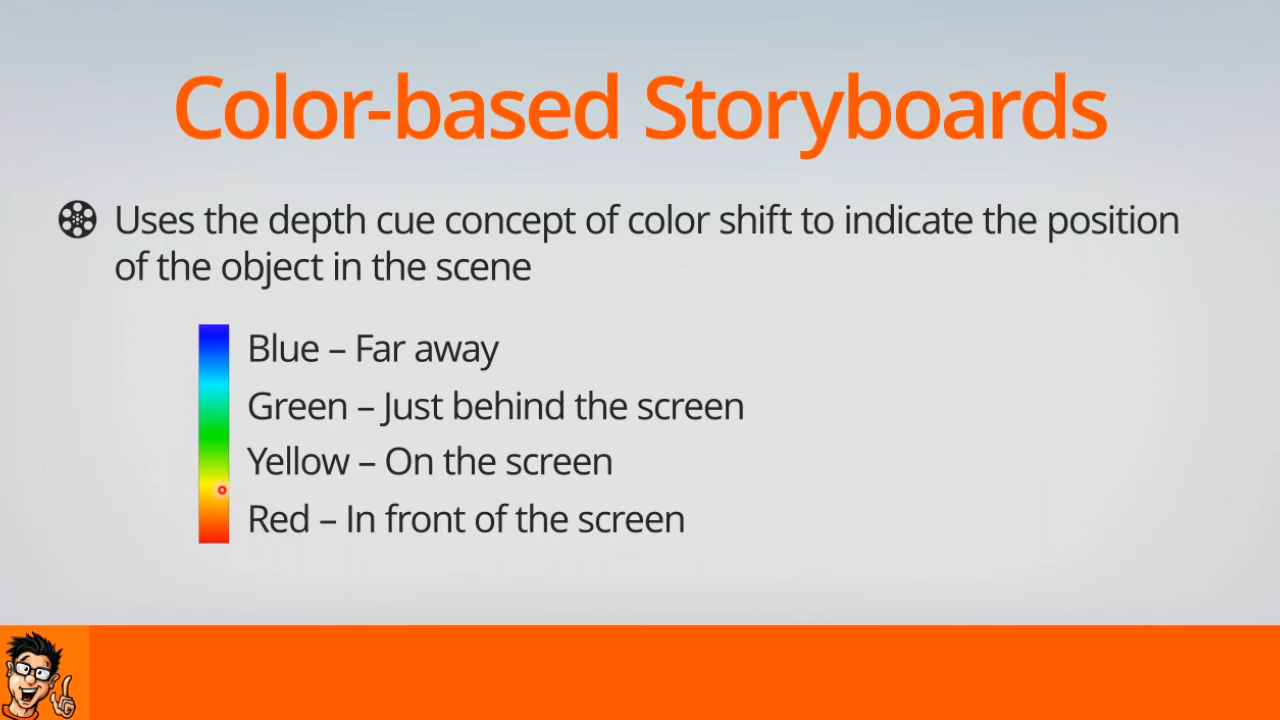 Color-based Storyboards
Uses the depth cue concept of color shift to indicate the position
of the object in the scene
Blue – Far away
Green – Just behind the screen
Yellow – On the screen
Red – In front of the screen